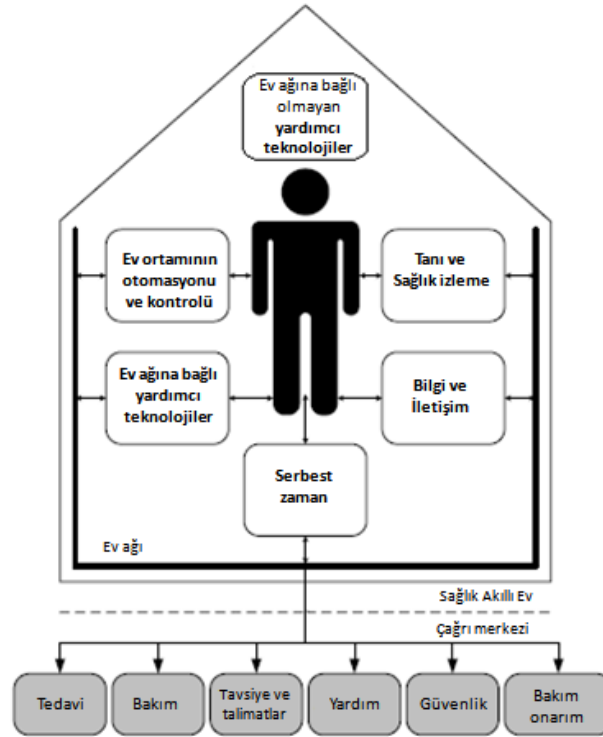 Ev ağına bağlı
olmayan
yardımcı
teknolojiler
Ev ortamının
otomasyonu
ve kontrolü
Tanı ve
Sağlık izleme
Ev ağına bağlı
yardımcı
teknolojiler
Bilgi ve
İletişim
Serbest
zaman
Ev ağı
Sağlık Akıllı Ev
Çağrı merkezi
Tedavi
Bakım
Tavsiye ve
talimatlar
Yardım
Güvenlik
Bakım
onarım